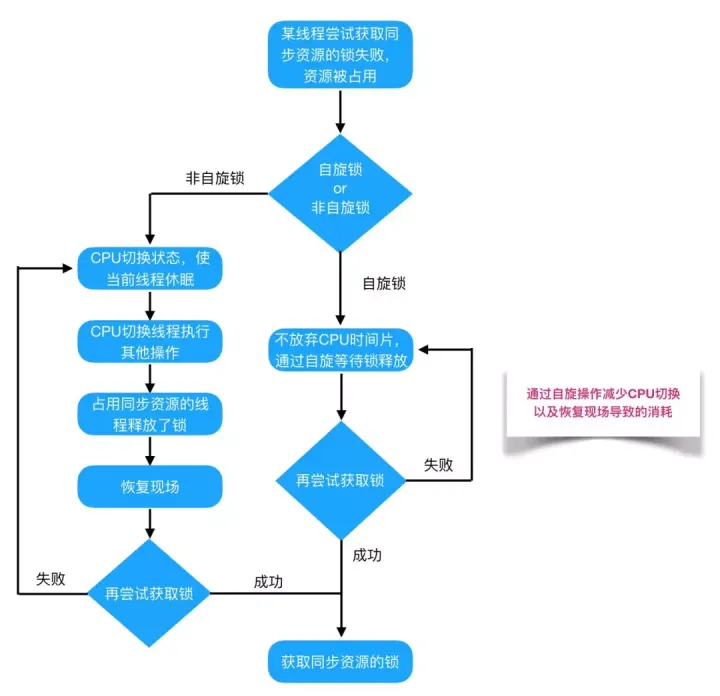 某线程尝试获取同
步资源的锁失败，
资源被占用
非自旋锁
自旋锁
or
非自旋锁
CPU切换状态，使
当前线程休眠
自旋锁
CPU切换线程执行
其他操作
不放弃CPU时间片，
通过自旋等待锁释放
占用同步资源的线
程释放了锁
通过自旋操作减少CPU切换
以及恢复现场导致的消耗
恢复现场
再尝试获取锁
失败
成功
失败
再尝试获取锁
成功
获取同步资源的锁